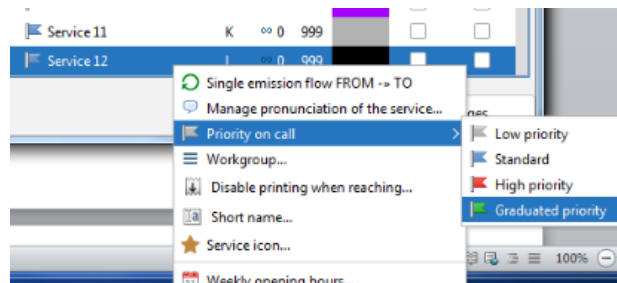 Service 11 K ∞ 0 999
Service 12 L ∞ 0 999
Single emission flow FROM -» TO
Manage pronunciation of the service...
Priority on call
Low priority
Workgroup...
Standard
Disable printing when reaching...
High priority
Short name...
Graduated priority
Service icon...
100%
Weekly opening hours...